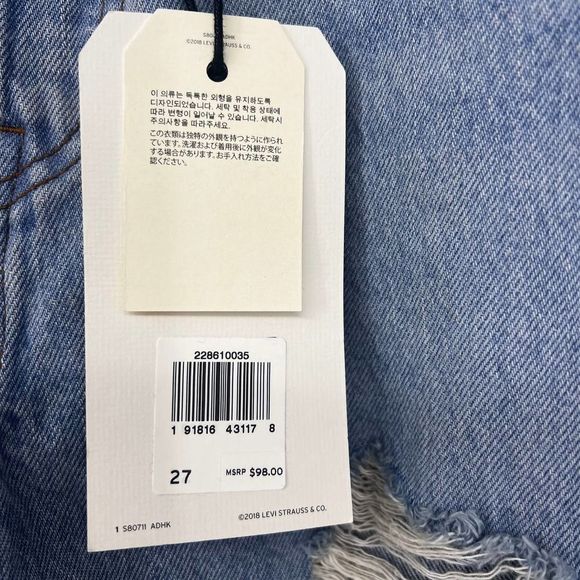 S80711 ADHK
©2018 LEVI STRAUSS & CO.
이 의류는 독특한 외형을 유지하도록
디자인되었습니다. 세탁 및 착용 상태에
따라 변형이 일어날 수 있습니다. 세탁시
주의사항을 따라주세요.
この衣類は独特の外観を持つように作られ
ています。洗濯および着用後に外観が変化
する場合があります。お手入れ方法をご確
認ください。
228610035
1 91816 43117 8
27 MSRP $98.00
1 S80711 ADHK ©2018 LEVI STRAUSS & CO.